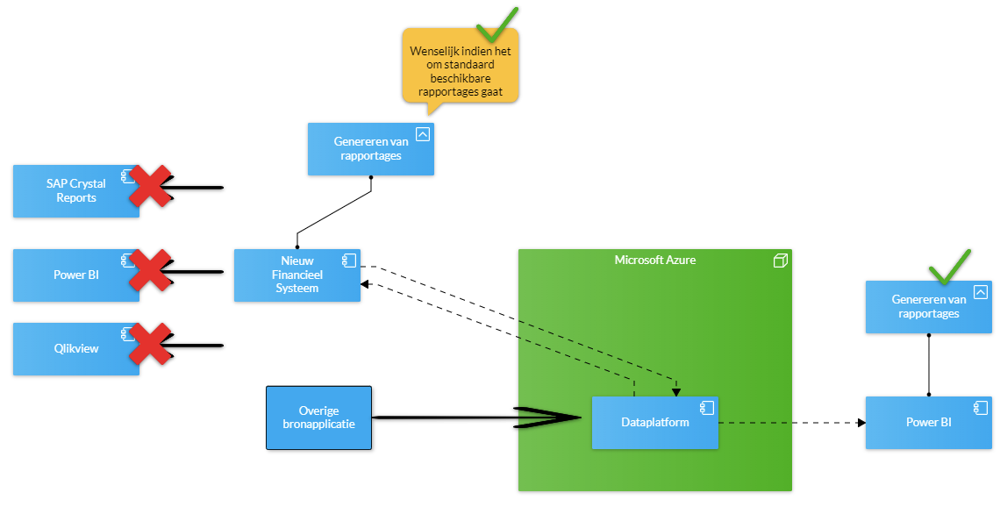 Wenselijk indien het
om standaard
beschikbare
rapportages gaat
Genereren van
rapportages
SAP Crystal
Reports
Power BI
Nieuw
Financieel
Systeem
Microsoft Azure
Genereren van
rapportages
Qlikview
Overige
bronapplicatie
Dataplatform
Power BI